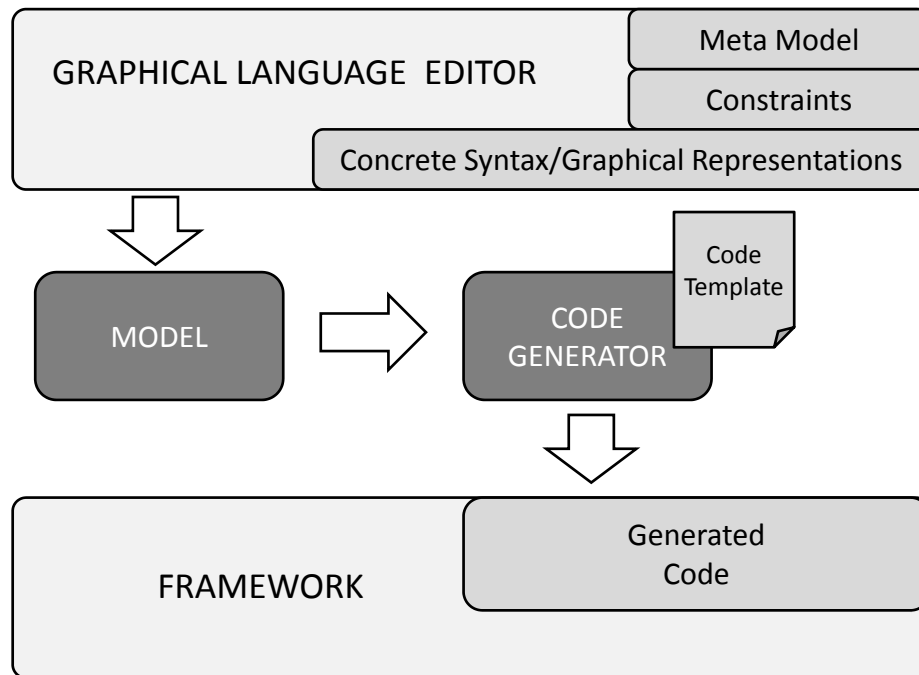 GRAPHICAL LANGUAGE EDITOR
Meta Model
Constraints
Concrete Syntax/Graphical Representations
Code
Template
MODEL
CODE
GENERATOR
Generated
Code
FRAMEWORK